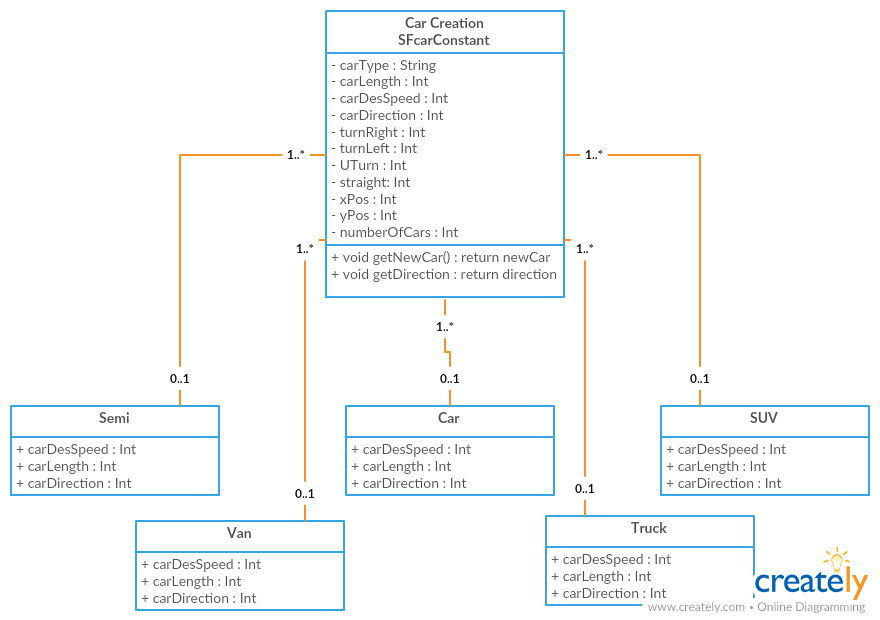 Car Creation
SFcarConstant
- carType : String
- carLength : Int
- carDesSpeed : Int
- carDirection : Int
- turnRight : Int
- turnLeft : Int
- UTurn : Int
- straight: Int
- xPos : Int
- yPos : Int
- numberOfCars : Int
+ void getNewCar() : return newCar
+ void getDirection : return direction
1..*
1..*
1..*
1..*
1..*
0..1
0..1
0..1
0..1
0..1
Semi
+ carDesSpeed : Int
+ carLength : Int
+ carDirection : Int
Car
+ carDesSpeed : Int
+ carLength : Int
+ carDirection : Int
SUV
+ carDesSpeed : Int
+ carLength : Int
+ carDirection : Int
Van
+ carDesSpeed : Int
+ carLength : Int
+ carDirection : Int
Truck
+ carDesSpeed : Int
+ carLength : Int
+ carDirection : Int
creately
www.creately.com • Online Diagramming